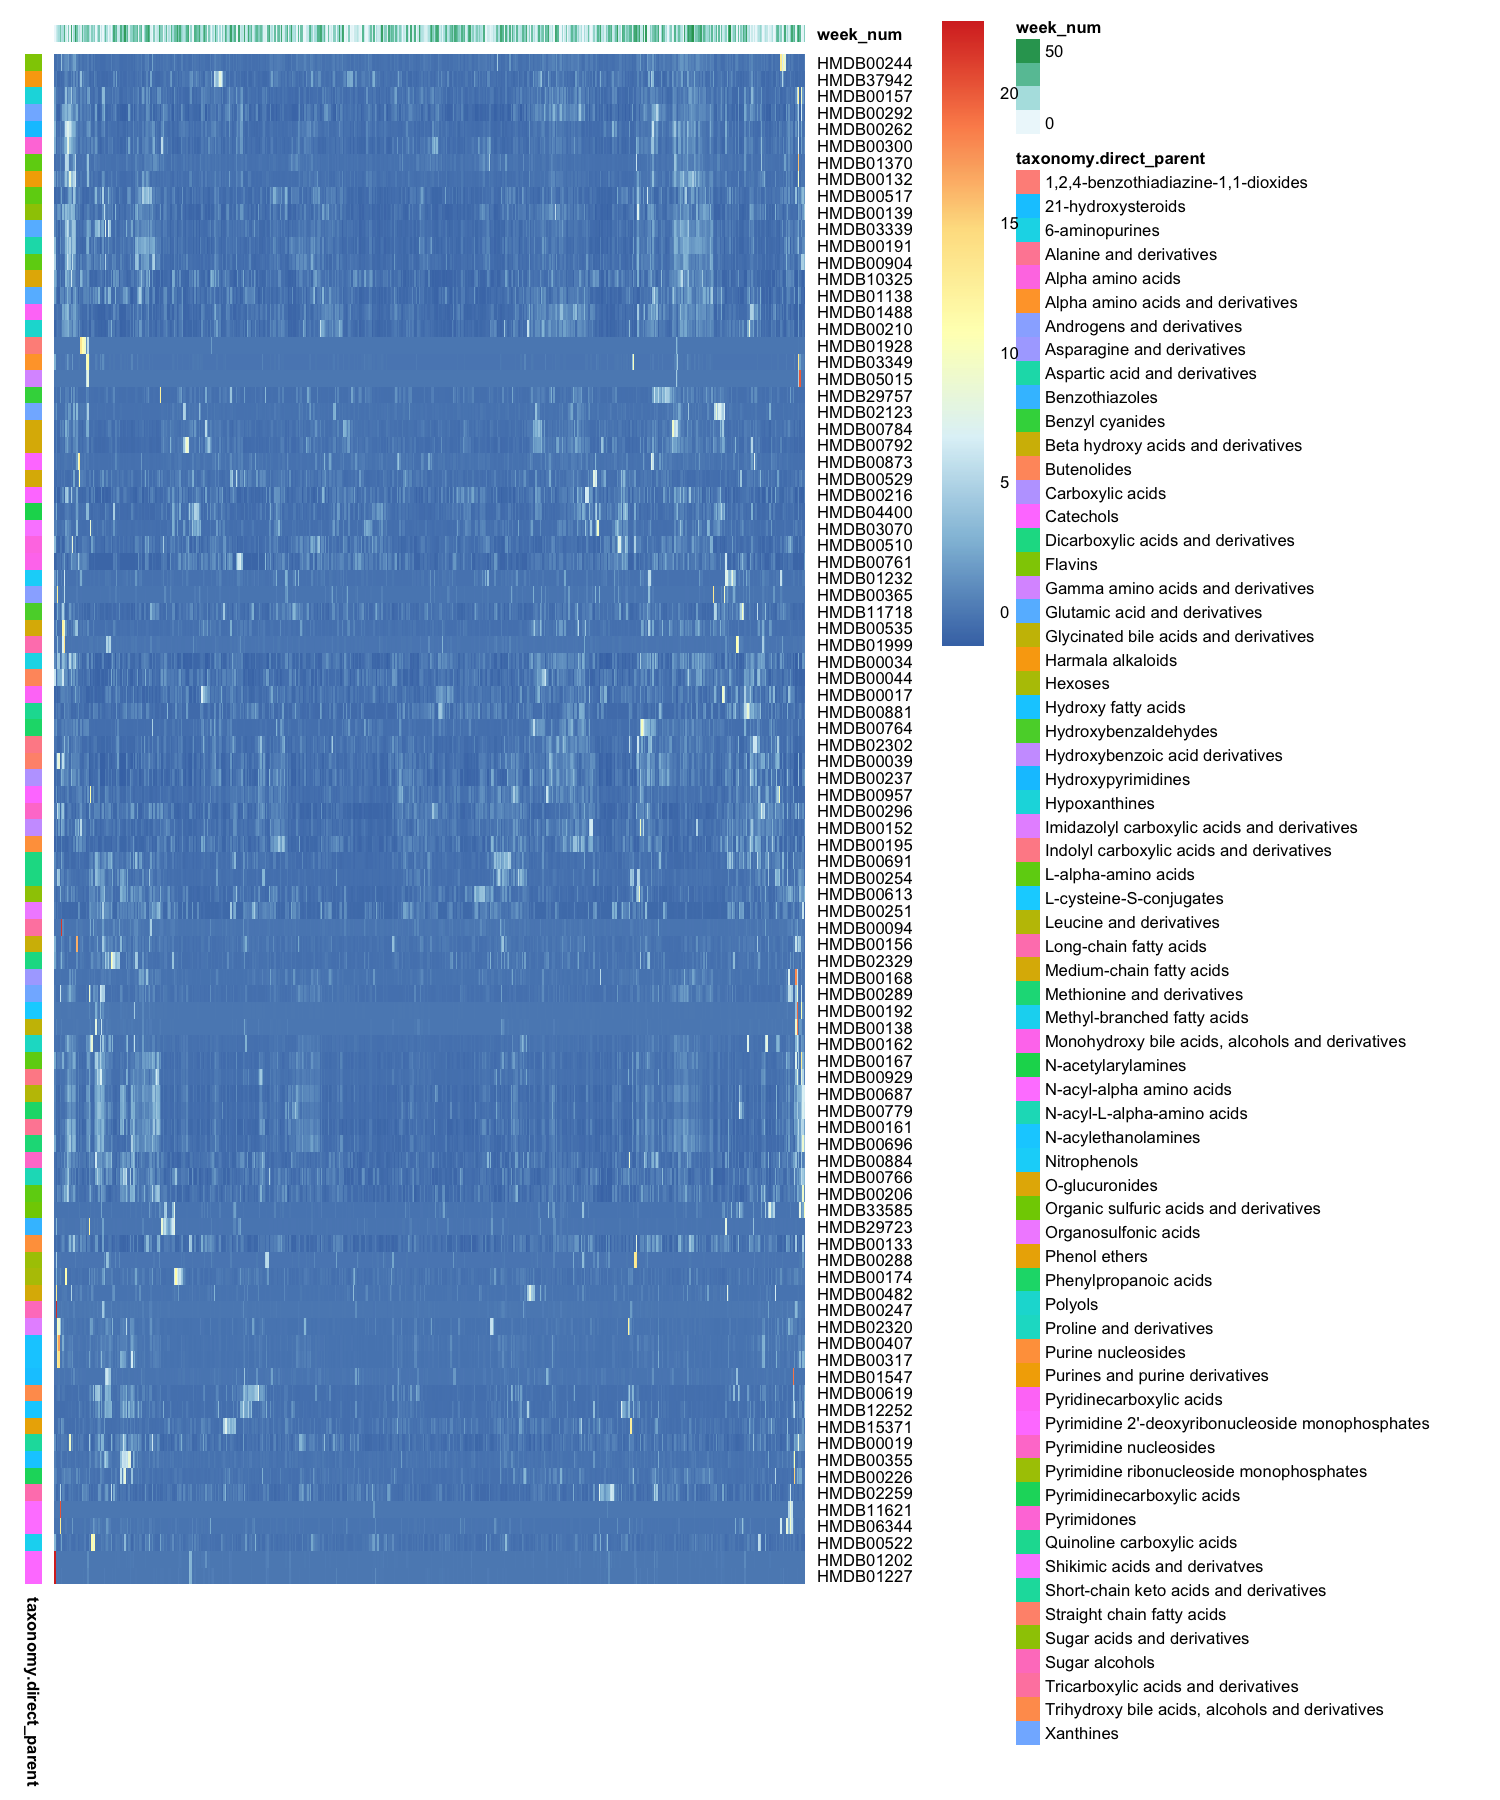 week_num
HMDB00244
HMDB37942
HMDB00157
HMDB00292
HMDB00262
HMDB00300
HMDB01370
HMDB00132
HMDB00517
HMDB00139
HMDB03339
HMDB00191
HMDB00904
HMDB10325
HMDB01138
HMDB01488
HMDB00210
HMDB01928
HMDB03349
HMDB05015
HMDB29757
HMDB02123
HMDB00784
HMDB00792
HMDB00873
HMDB00529
HMDB00216
HMDB04400
HMDB03070
HMDB00510
HMDB00761
HMDB01232
HMDB00365
HMDB11718
HMDB00535
HMDB01999
HMDB00034
HMDB00044
HMDB00017
HMDB00881
HMDB00764
HMDB02302
HMDB00039
HMDB00237
HMDB00957
HMDB00296
HMDB00152
HMDB00195
HMDB00691
HMDB00254
HMDB00613
HMDB00251
HMDB00094
HMDB00156
HMDB02329
HMDB00168
HMDB00289
HMDB00192
HMDB00138
HMDB00162
HMDB00167
HMDB00929
HMDB00687
HMDB00779
HMDB00161
HMDB00696
HMDB00884
HMDB00766
HMDB00206
HMDB33585
HMDB29723
HMDB00133
HMDB00288
HMDB00174
HMDB00482
HMDB00247
HMDB02320
HMDB00407
HMDB00317
HMDB01547
HMDB00619
HMDB12252
HMDB15371
HMDB00019
HMDB00355
HMDB00226
HMDB02259
HMDB11621
HMDB06344
HMDB00522
HMDB01202
HMDB01227
taxonomy.direct_parent
20
15
10
5
0
week_num
50
0
taxonomy.direct_parent
1,2,4-benzothiadiazine-1,1-dioxides
21-hydroxysteroids
6-aminopurines
Alanine and derivatives
Alpha amino acids
Alpha amino acids and derivatives
Androgens and derivatives
Asparagine and derivatives
Aspartic acid and derivatives
Benzothiazoles
Benzyl cyanides
Beta hydroxy acids and derivatives
Butenolides
Carboxylic acids
Catechols
Dicarboxylic acids and derivatives
Flavins
Gamma amino acids and derivatives
Glutamic acid and derivatives
Glycinated bile acids and derivatives
Harmala alkaloids
Hexoses
Hydroxy fatty acids
Hydroxybenzaldehydes
Hydroxybenzoic acid derivatives
Hydroxypyrimidines
Hypoxanthines
Imidazolyl carboxylic acids and derivatives
Indolyl carboxylic acids and derivatives
L-alpha-amino acids
L-cysteine-S-conjugates
Leucine and derivatives
Long-chain fatty acids
Medium-chain fatty acids
Methionine and derivatives
Methyl-branched fatty acids
Monohydroxy bile acids, alcohols and derivatives
N-acetylarylamines
N-acyl-alpha amino acids
N-acyl-L-alpha-amino acids
N-acylethanolamines
Nitrophenols
O-glucuronides
Organic sulfuric acids and derivatives
Organosulfonic acids
Phenol ethers
Phenylpropanoic acids
Polyols
Proline and derivatives
Purine nucleosides
Purines and purine derivatives
Pyridinecarboxylic acids
Pyrimidine 2'-deoxyribonucleoside monophosphates
Pyrimidine nucleosides
Pyrimidine ribonucleoside monophosphates
Pyrimidinecarboxylic acids
Pyrimidones
Quinoline carboxylic acids
Shikimic acids and derivatves
Short-chain keto acids and derivatives
Straight chain fatty acids
Sugar acids and derivatives
Sugar alcohols
Tricarboxylic acids and derivatives
Trihydroxy bile acids, alcohols and derivatives
Xanthines